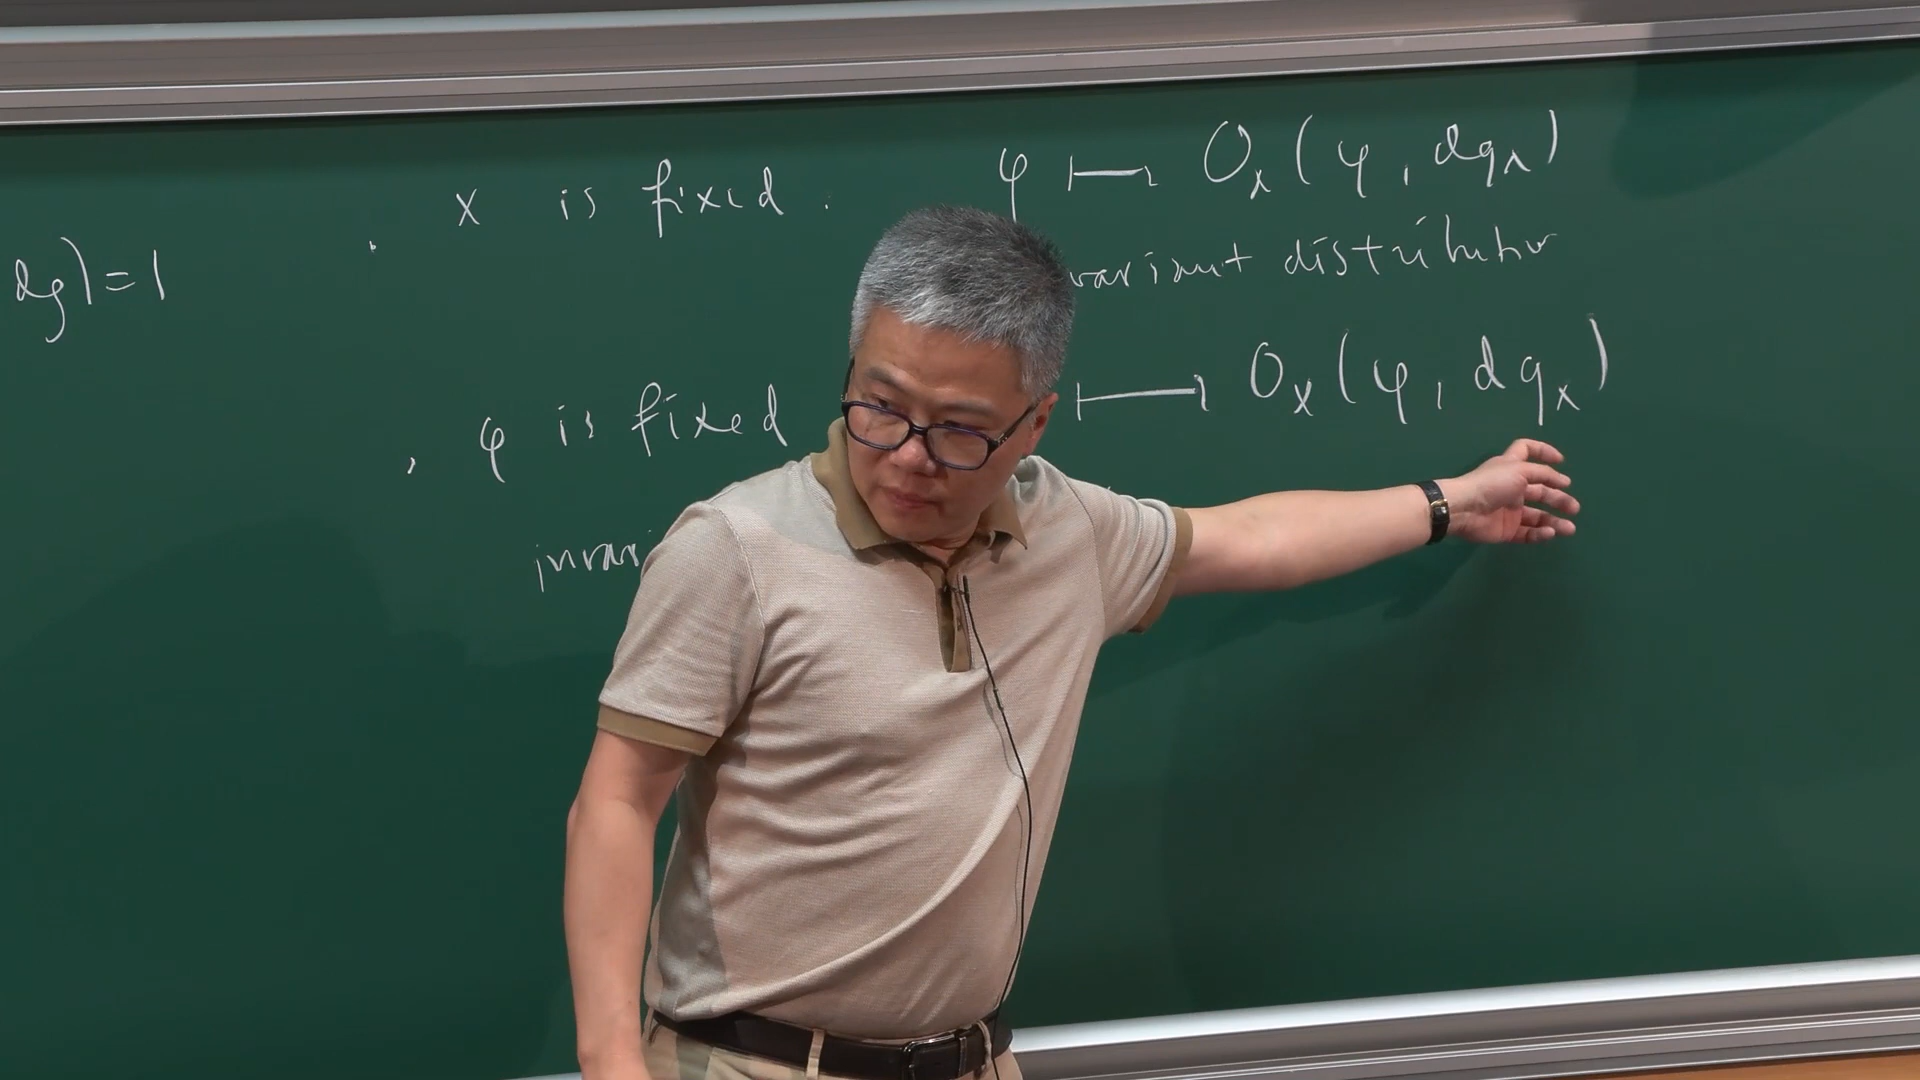 dg) = 1
x is fixed. φ ↦ O_x(φ, dg_x)
variant distribution
φ is fixed ↦ O_x(φ, dg_x)
invari